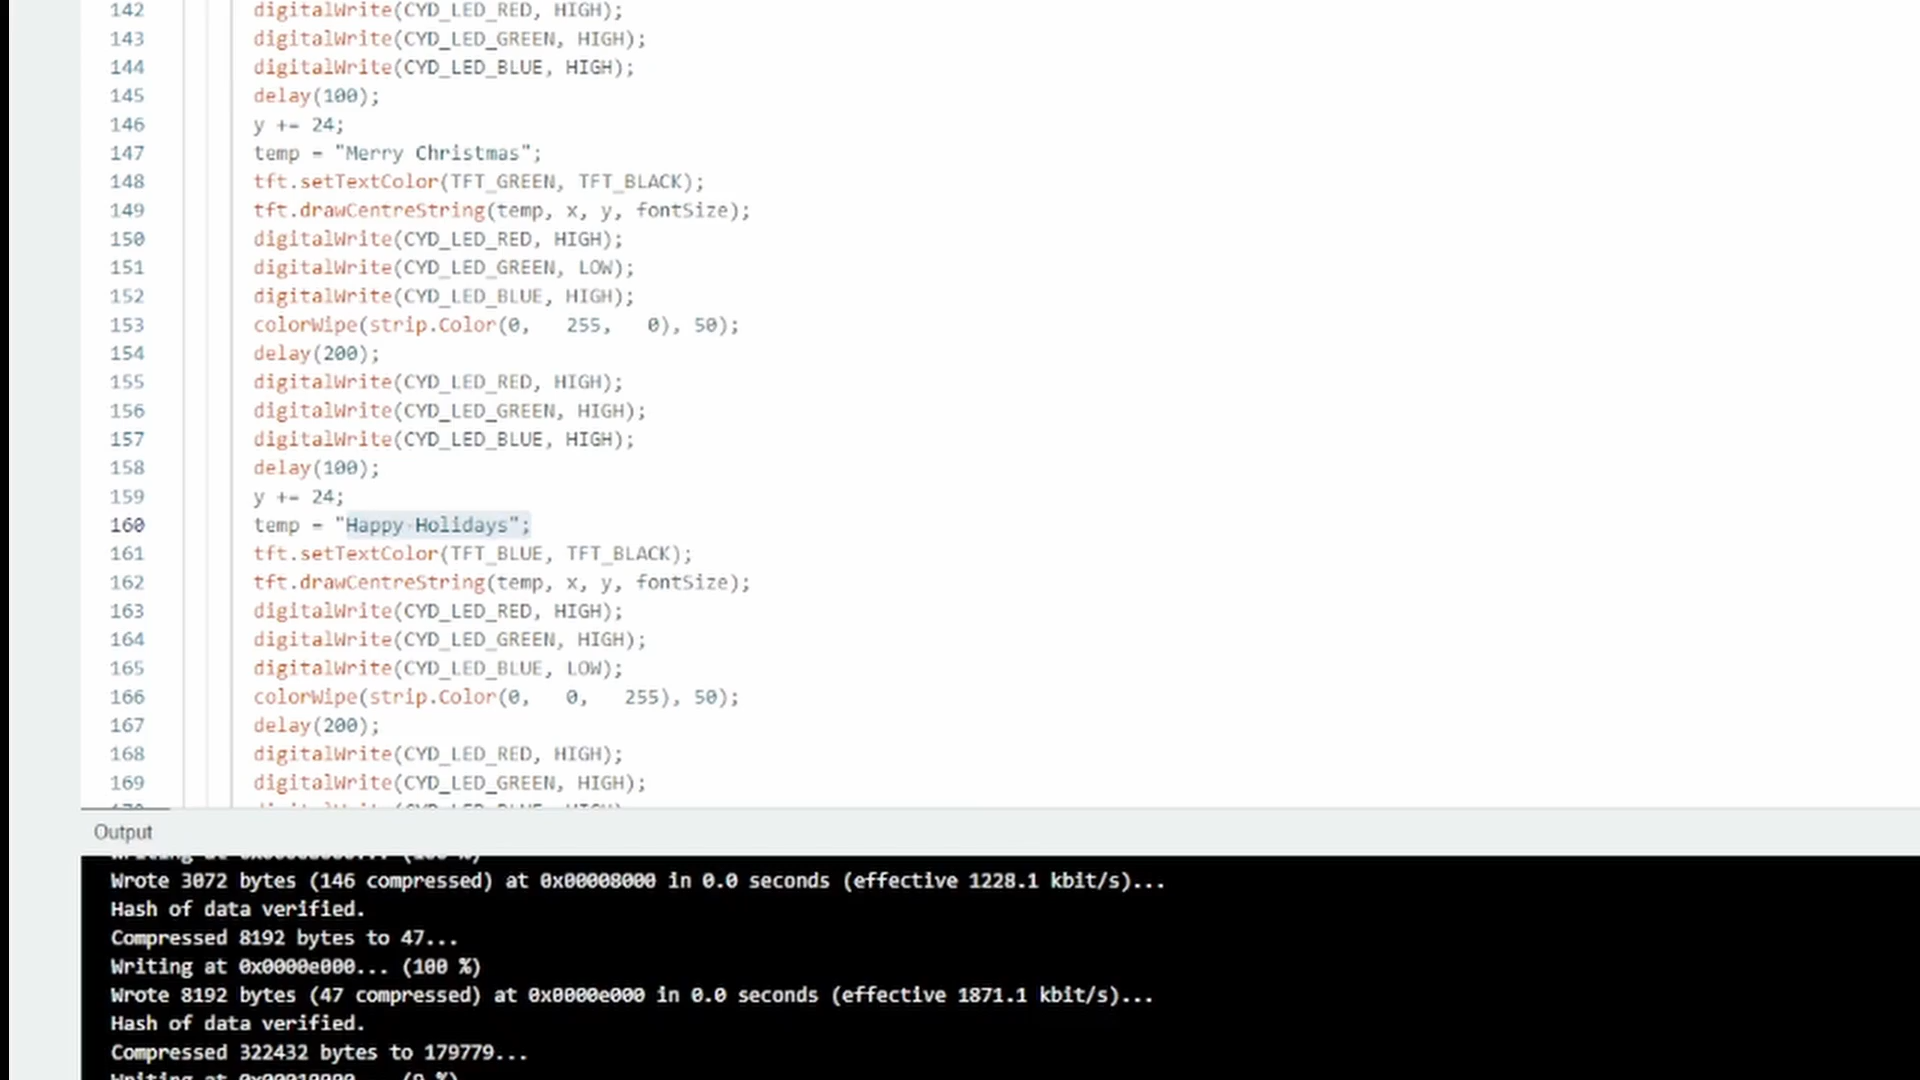 142 digitalWrite(CYD_LED_RED, HIGH);
143 digitalWrite(CYD_LED_GREEN, HIGH);
144 digitalWrite(CYD_LED_BLUE, HIGH);
145 delay(100);
146 y += 24;
147 temp = "Merry Christmas";
148 tft.setTextColor(TFT_GREEN, TFT_BLACK);
149 tft.drawCentreString(temp, x, y, fontSize);
150 digitalWrite(CYD_LED_RED, HIGH);
151 digitalWrite(CYD_LED_GREEN, LOW);
152 digitalWrite(CYD_LED_BLUE, HIGH);
153 colorWipe(strip.Color(0,   255,   0), 50);
154 delay(200);
155 digitalWrite(CYD_LED_RED, HIGH);
156 digitalWrite(CYD_LED_GREEN, HIGH);
157 digitalWrite(CYD_LED_BLUE, HIGH);
158 delay(100);
159 y += 24;
160 temp = "Happy Holidays";
161 tft.setTextColor(TFT_BLUE, TFT_BLACK);
162 tft.drawCentreString(temp, x, y, fontSize);
163 digitalWrite(CYD_LED_RED, HIGH);
164 digitalWrite(CYD_LED_GREEN, HIGH);
165 digitalWrite(CYD_LED_BLUE, LOW);
166 colorWipe(strip.Color(0,   0,   255), 50);
167 delay(200);
168 digitalWrite(CYD_LED_RED, HIGH);
169 digitalWrite(CYD_LED_GREEN, HIGH);
Output
Wrote 3072 bytes (146 compressed) at 0x00008000 in 0.0 seconds (effective 1228.1 kbit/s)...
Hash of data verified.
Compressed 8192 bytes to 47...
Writing at 0x0000e000... (100 %)
Wrote 8192 bytes (47 compressed) at 0x0000e000 in 0.0 seconds (effective 1871.1 kbit/s)...
Hash of data verified.
Compressed 322432 bytes to 179779...